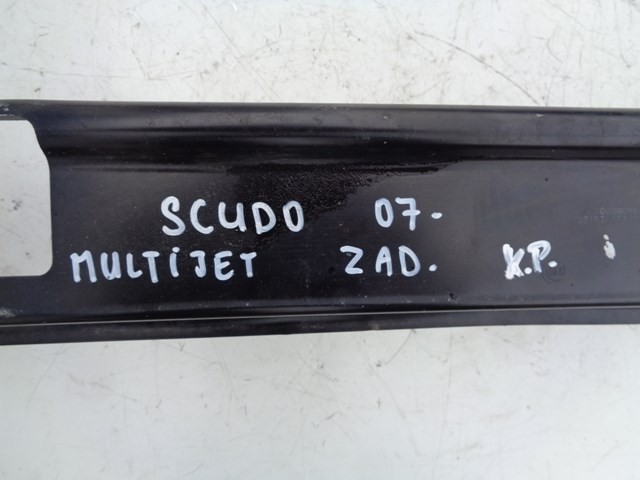 SCUDO 07-
MULTIJET ZAD. K.P.